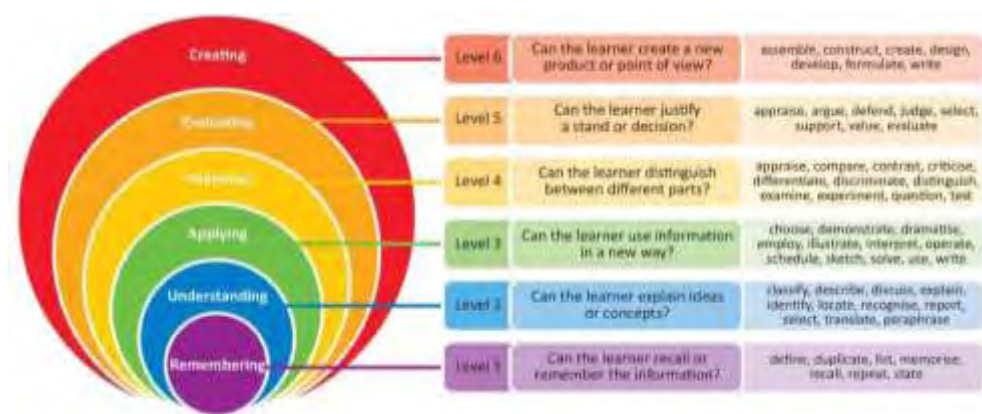 Creating
Level 6
Can the learner create a new
product or point of view?
assemble, construct, create, design,
develop, formulate, write
Evaluating
Level 5
Can the learner justify
a stand or decision?
appraise, argue, defend, judge, select,
support, value, evaluate
Level 4
Can the learner distinguish
between different parts?
appraise, compare, contrast, criticise,
differentiate, discriminate, distinguish,
examine, experiment, question, test
Applying
Level 3
Can the learner use information
in a new way?
choose, demonstrate, dramatise,
employ, illustrate, interpret, operate,
schedule, sketch, solve, use, write
Understanding
Level 2
Can the learner explain ideas
or concepts?
classify, describe, discuss, explain,
identify, locate, recognise, report,
select, translate, paraphrase
Remembering
Level 1
Can the learner recall or
remember the information?
define, duplicate, list, memorise,
recall, repeat, state